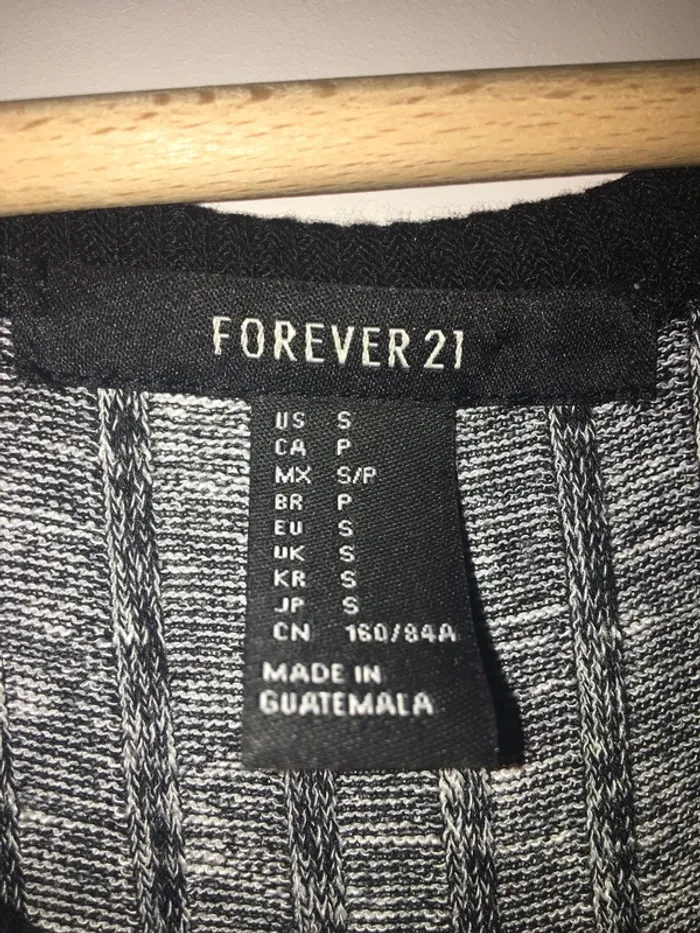 FOREVER 21
US S
CA P
MX S/P
BR P
EU S
UK S
KR S
JP S
CN 160/84A
MADE IN
GUATEMALA